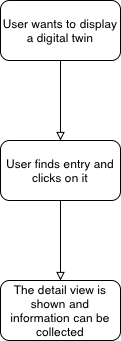 User wants to display
a digital twin
User finds entry and
clicks on it
The detail view is
shown and
information can be
collected